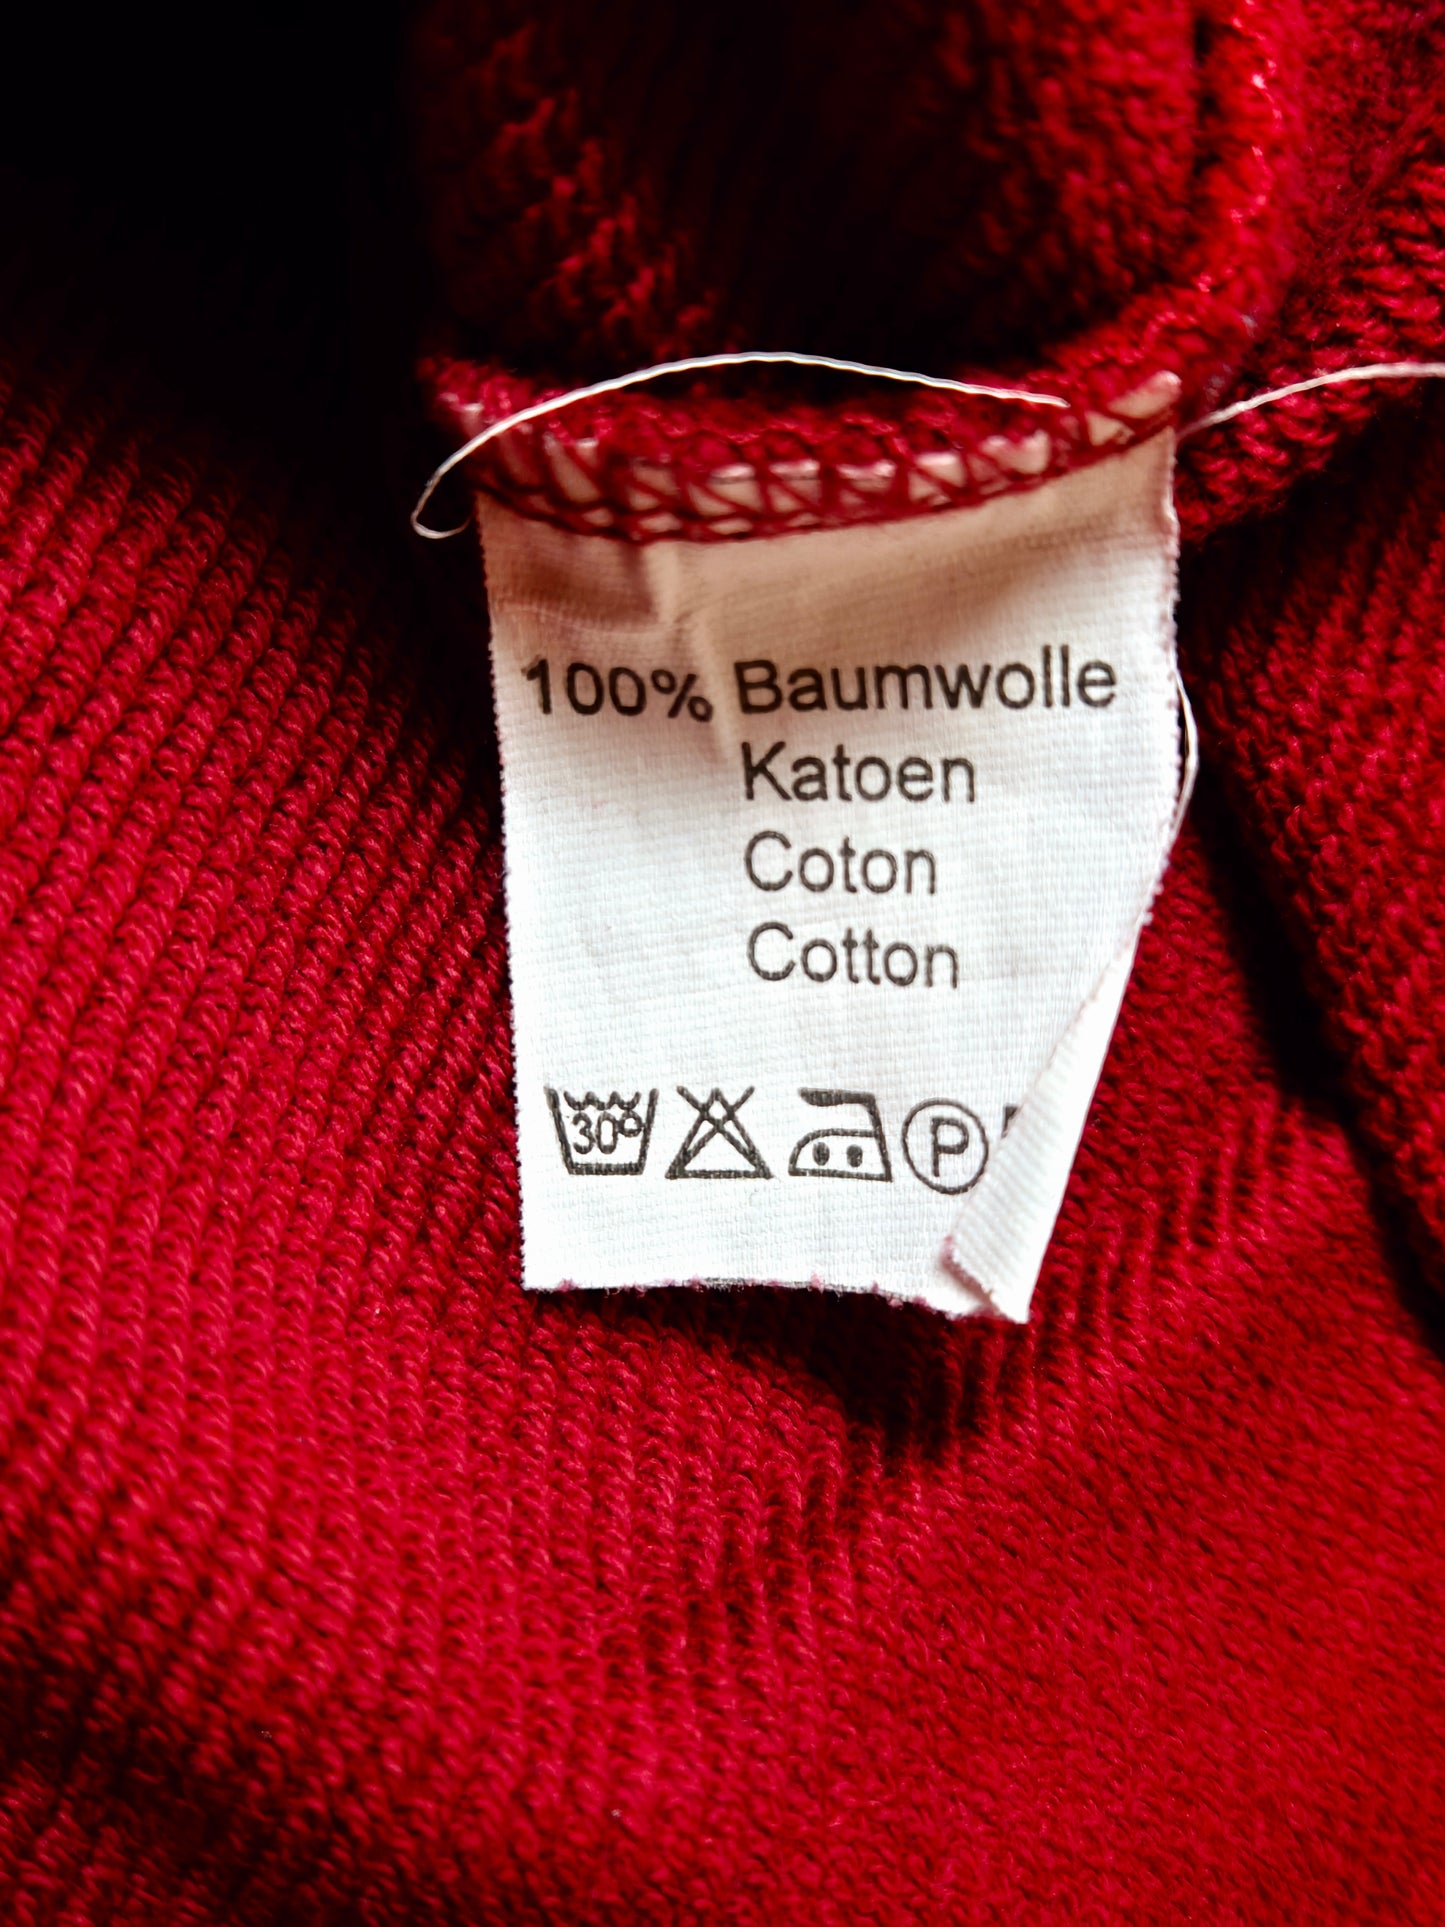 100% Baumwolle
Katoen
Coton
Cotton
30° P